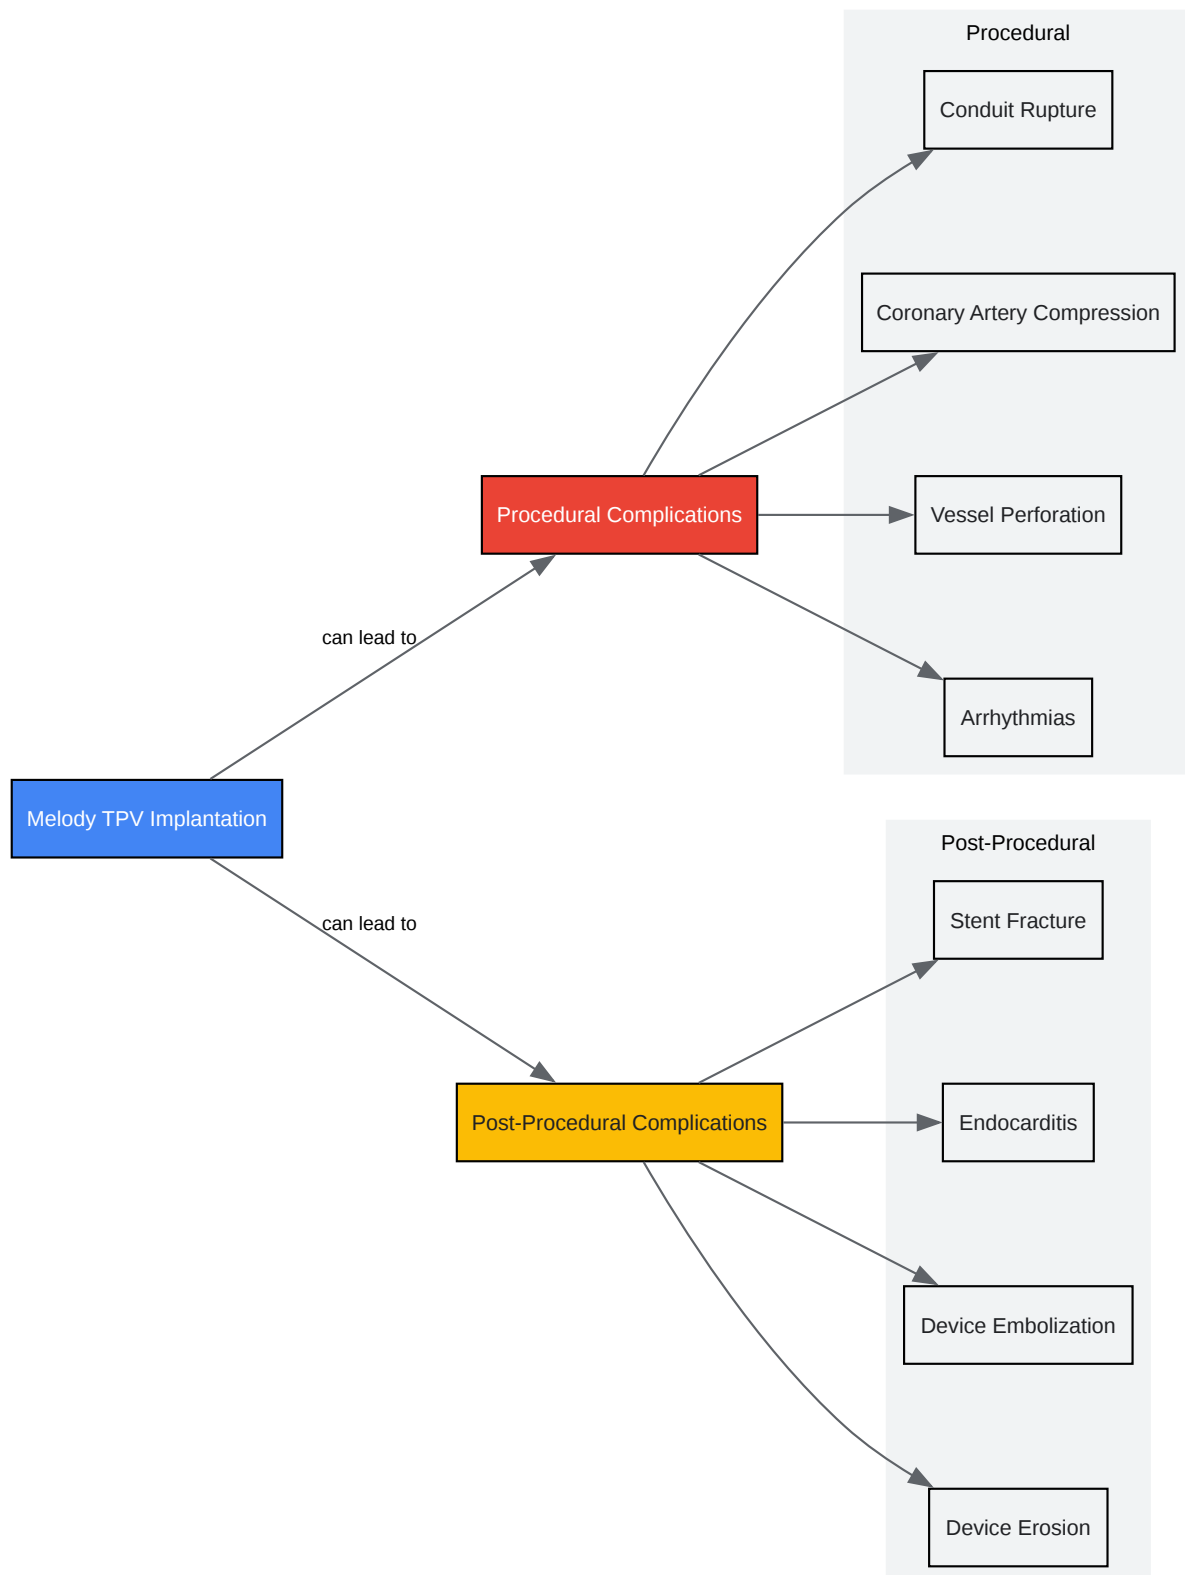 Procedural
Conduit Rupture
Coronary Artery Compression
Procedural Complications
Vessel Perforation
can lead to
Arrhythmias
Melody TPV Implantation
Post-Procedural
can lead to
Stent Fracture
Post-Procedural Complications
Endocarditis
Device Embolization
Device Erosion